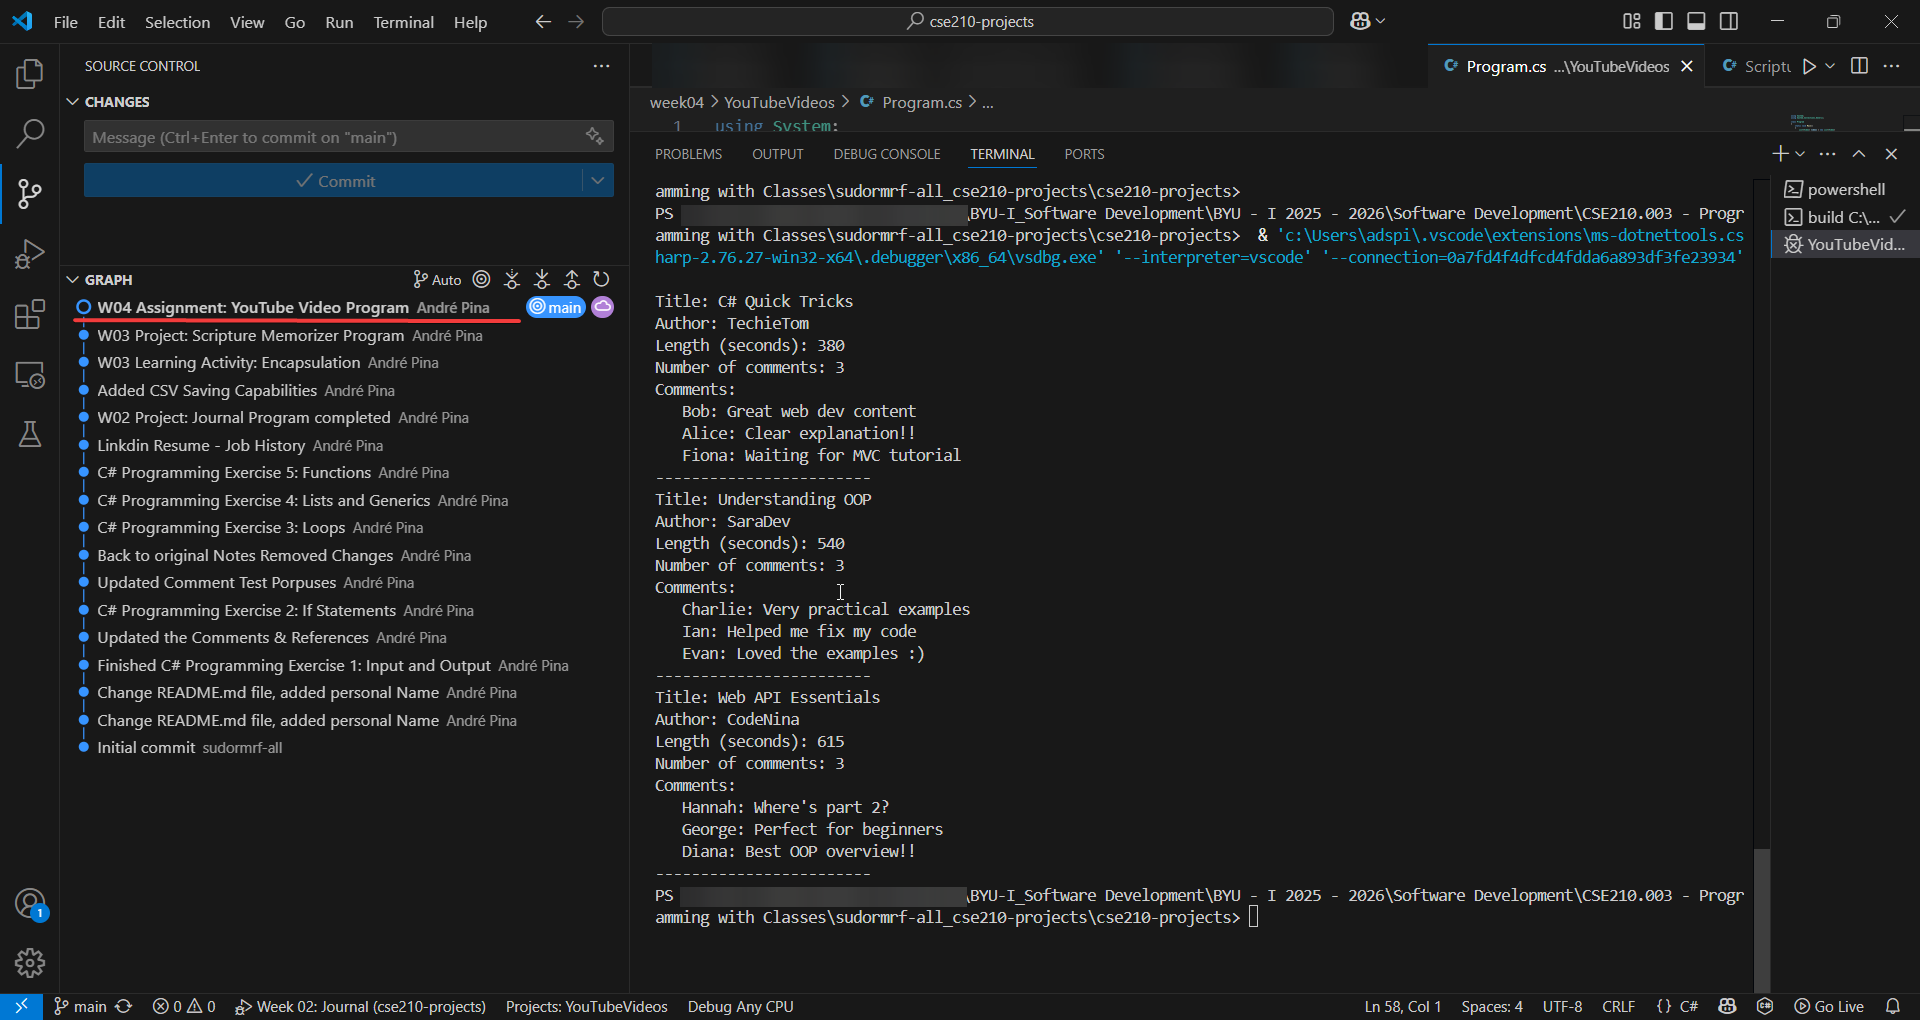 File Edit Selection View Go Run Terminal Help
cse210-projects
SOURCE CONTROL
CHANGES
Message (Ctrl+Enter to commit on "main")
Commit
GRAPH
Auto
W04 Assignment: YouTube Video Program André Pina main
W03 Project: Scripture Memorizer Program André Pina
W03 Learning Activity: Encapsulation André Pina
Added CSV Saving Capabilities André Pina
W02 Project: Journal Program completed André Pina
Linkdin Resume - Job History André Pina
C# Programming Exercise 5: Functions André Pina
C# Programming Exercise 4: Lists and Generics André Pina
C# Programming Exercise 3: Loops André Pina
Back to original Notes Removed Changes André Pina
Updated Comment Test Porpuses André Pina
C# Programming Exercise 2: If Statements André Pina
Updated the Comments & References André Pina
Finished C# Programming Exercise 1: Input and Output André Pina
Change README.md file, added personal Name André Pina
Change README.md file, added personal Name André Pina
Initial commit sudormrf-all
1
C# Program.cs ...\YouTubeVideos
C# Scriptu
week04 > YouTubeVideos > C# Program.cs > ...
1 using System;
PROBLEMS OUTPUT DEBUG CONSOLE TERMINAL PORTS
amming with Classes\sudormrf-all_cse210-projects\cse210-projects>
PS \BYU-I_Software Development\BYU - I 2025 - 2026\Software Development\CSE210.003 - Progr
amming with Classes\sudormrf-all_cse210-projects\cse210-projects> & 'c:\Users\adspi\.vscode\extensions\ms-dotnettools.cs
harp-2.76.27-win32-x64\.debugger\x86_64\vsdbg.exe' '--interpreter=vscode' '--connection=0a7fd4f4dfcd4fdda6a893df3fe23934'
Title: C# Quick Tricks
Author: TechieTom
Length (seconds): 380
Number of comments: 3
Comments:
Bob: Great web dev content
Alice: Clear explanation!!
Fiona: Waiting for MVC tutorial
------------------------
Title: Understanding OOP
Author: SaraDev
Length (seconds): 540
Number of comments: 3
Comments:
Charlie: Very practical examples
Ian: Helped me fix my code
Evan: Loved the examples :)
------------------------
Title: Web API Essentials
Author: CodeNina
Length (seconds): 615
Number of comments: 3
Comments:
Hannah: Where's part 2?
George: Perfect for beginners
Diana: Best OOP overview!!
------------------------
PS \BYU-I_Software Development\BYU - I 2025 - 2026\Software Development\CSE210.003 - Progr
amming with Classes\sudormrf-all_cse210-projects\cse210-projects>
powershell
build C:\...
YouTubeVid...
main 0 0 Week 02: Journal (cse210-projects) Projects: YouTubeVideos Debug Any CPU
Ln 58, Col 1 Spaces: 4 UTF-8 CRLF {} C# Go Live